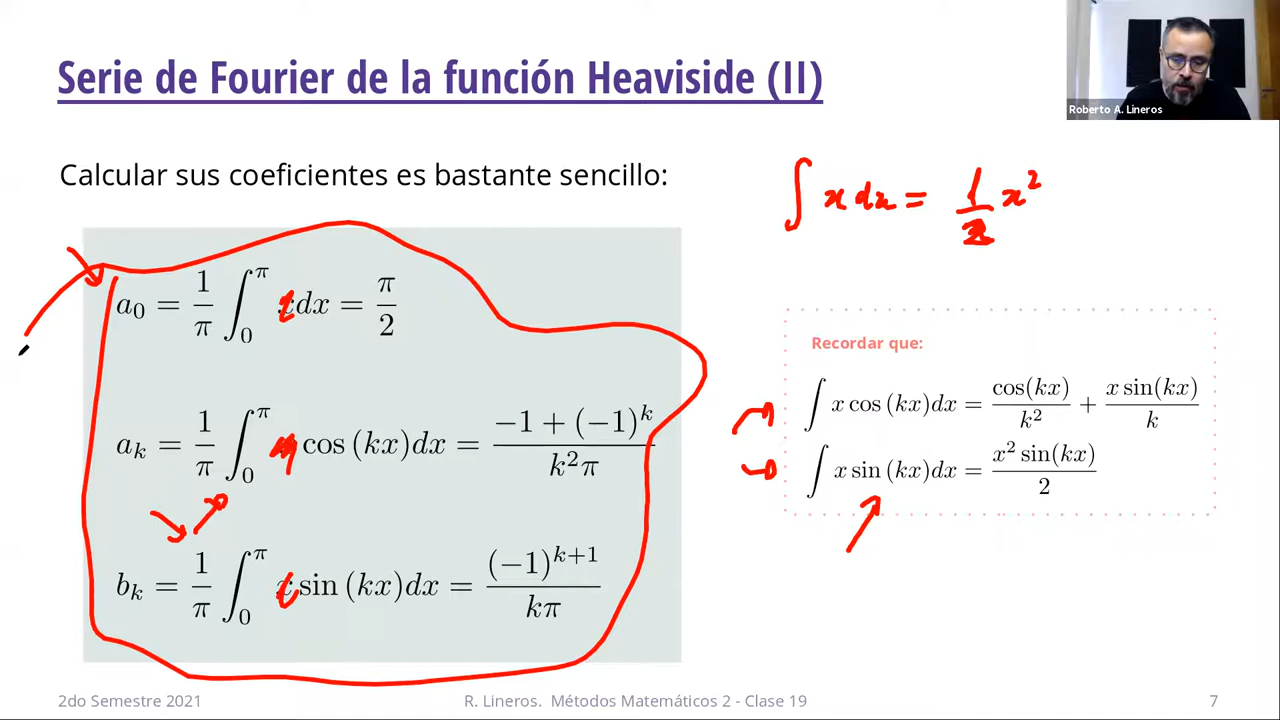 Serie de Fourier de la función Heaviside (II)
Roberto A. Lineros
Calcular sus coeficientes es bastante sencillo:
∫ x dx = 1/2 x²
a₀ = 1/π ∫₀^π x dx = π/2
Recordar que:
∫ x cos (kx)dx = cos(kx)/k² + x sin(kx)/k
a_k = 1/π ∫₀^π cos (kx)dx = (-1 + (-1)^k)/(k²π)
∫ x sin (kx)dx = x² sin(kx)/2
b_k = 1/π ∫₀^π x sin (kx)dx = (-1)^(k+1)/(kπ)
2do Semestre 2021
R. Lineros. Métodos Matemáticos 2 - Clase 19
7